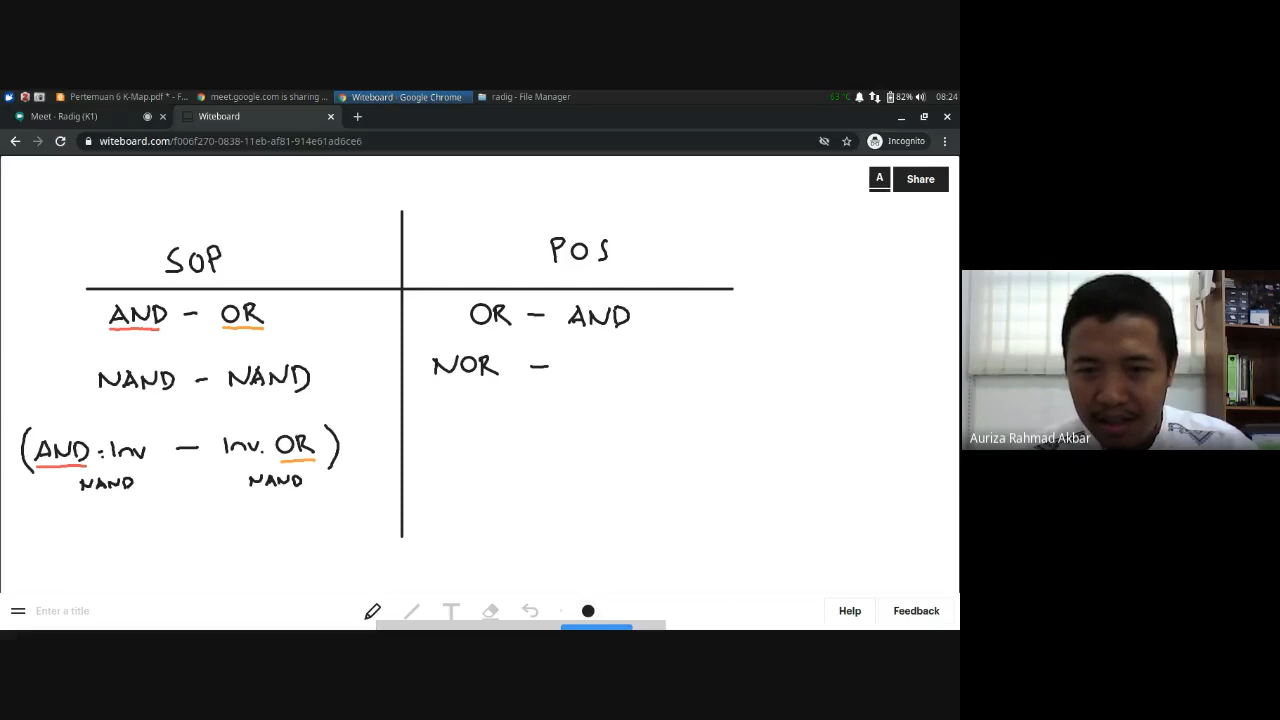 Pertemuan 6 K-Map.pdf * - F... meet.google.com is sharing ... Witeboard - Google Chrome radig - File Manager 63 °C 82% 08:24
Meet - Radig (K1) Witeboard
witeboard.com/f006f270-0838-11eb-af81-914e61ad6ce6 Incognito
A Share
SOP POS
AND - OR OR - AND
NAND - NAND NOR -
(AND . Inv - Inv. OR)
NAND NAND
Auriza Rahmad Akbar
Enter a title T Help Feedback